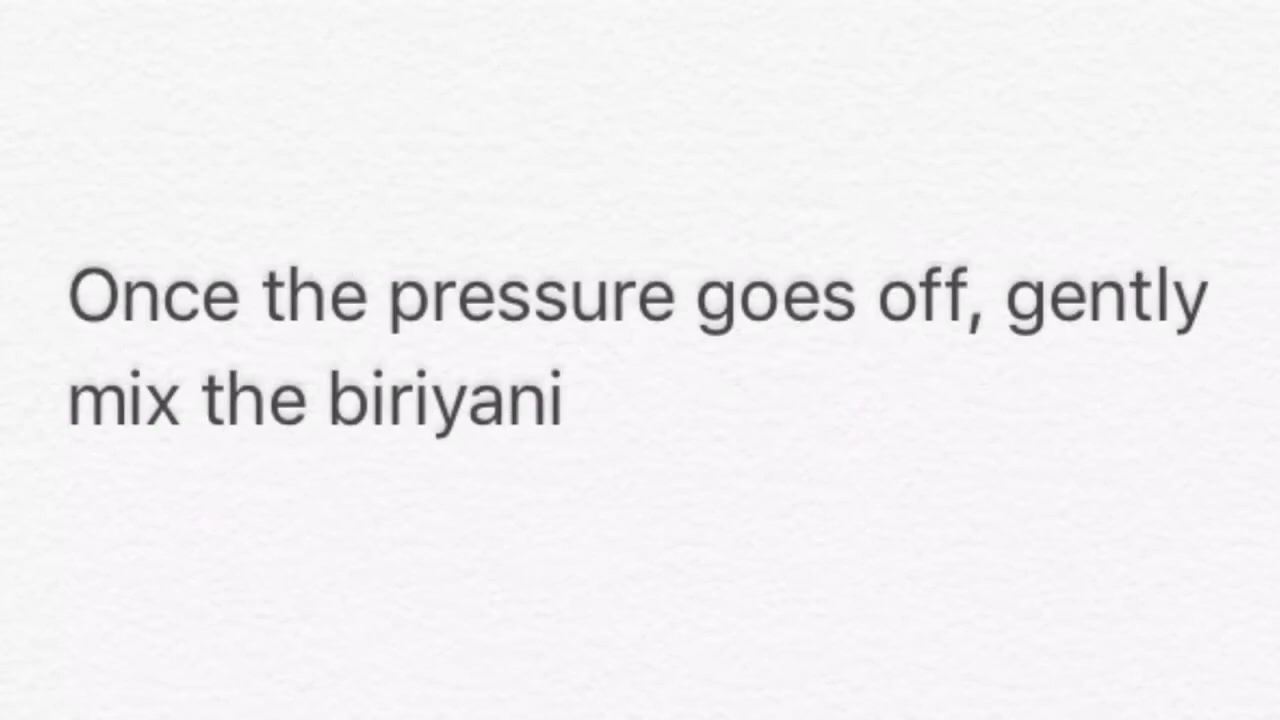 Once the pressure goes off, gently
mix the biriyani